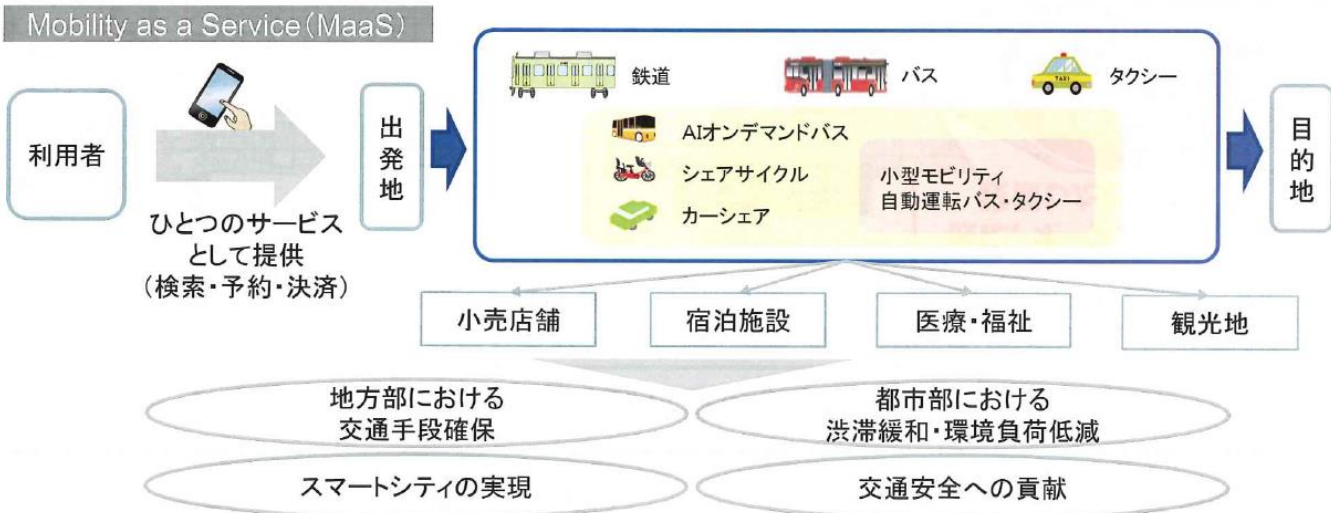 Mobility as a Service(MaaS)
利用者
ひとつのサービス
として提供
(検索・予約・決済)
出発地
鉄道
バス
TAXI
タクシー
AIオンデマンドバス
シェアサイクル
カーシェア
小型モビリティ
自動運転バス・タクシー
目的地
小売店舗
宿泊施設
医療・福祉
観光地
地方部における
交通手段確保
都市部における
渋滞緩和・環境負荷低減
スマートシティの実現
交通安全への貢献